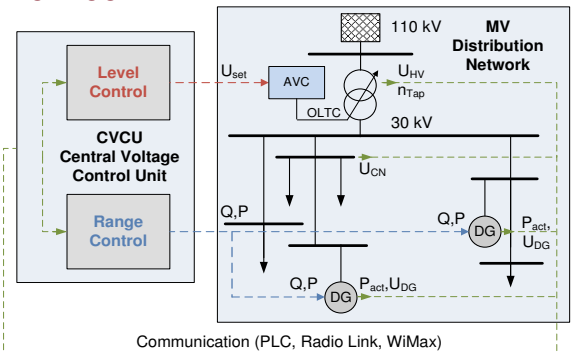 110 kV
MV
Distribution
Network
Level
Control
U_set
AVC
U_HV
n_Tap
OLTC
30 kV
CVCU
Central Voltage
Control Unit
U_CN
Range
Control
Q,P
Q,P
DG
P_act,
U_DG
Q,P
DG
P_act,U_DG
Communication (PLC, Radio Link, WiMax)